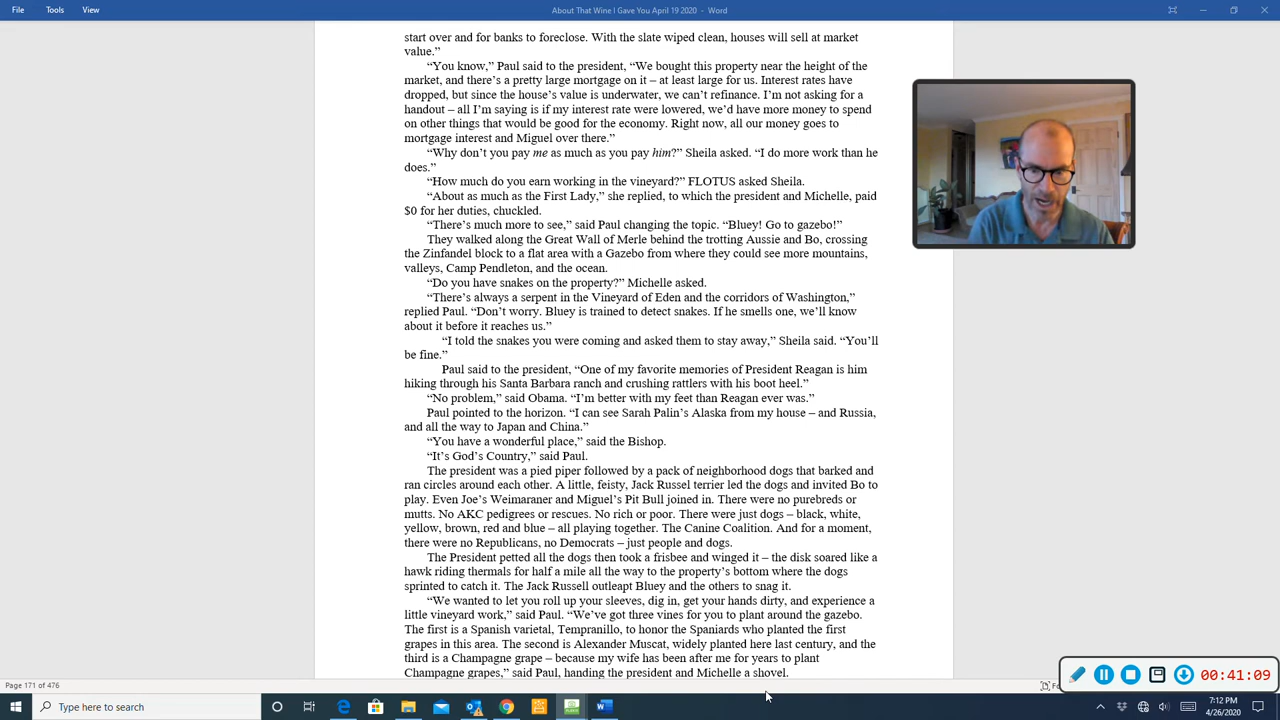 File Tools View About That Wine I Gave You April 19 2020 - Word
start over and for banks to foreclose. With the slate wiped clean, houses will sell at market
value.”
“You know,” Paul said to the president, “We bought this property near the height of the
market, and there’s a pretty large mortgage on it – at least large for us. Interest rates have
dropped, but since the house’s value is underwater, we can’t refinance. I’m not asking for a
handout – all I’m saying is if my interest rate were lowered, we’d have more money to spend
on other things that would be good for the economy. Right now, all our money goes to
mortgage interest and Miguel over there.”
“Why don’t you pay me as much as you pay him?” Sheila asked. “I do more work than he
does.”
“How much do you earn working in the vineyard?” FLOTUS asked Sheila.
“About as much as the First Lady,” she replied, to which the president and Michelle, paid
$0 for her duties, chuckled.
“There’s much more to see,” said Paul changing the topic. “Bluey! Go to gazebo!”
They walked along the Great Wall of Merle behind the trotting Aussie and Bo, crossing
the Zinfandel block to a flat area with a Gazebo from where they could see more mountains,
valleys, Camp Pendleton, and the ocean.
“Do you have snakes on the property?” Michelle asked.
“There’s always a serpent in the Vineyard of Eden and the corridors of Washington,”
replied Paul. “Don’t worry. Bluey is trained to detect snakes. If he smells one, we’ll know
about it before it reaches us.”
“I told the snakes you were coming and asked them to stay away,” Sheila said. “You’ll
be fine.”
Paul said to the president, “One of my favorite memories of President Reagan is him
hiking through his Santa Barbara ranch and crushing rattlers with his boot heel.”
“No problem,” said Obama. “I’m better with my feet than Reagan ever was.”
Paul pointed to the horizon. “I can see Sarah Palin’s Alaska from my house – and Russia,
and all the way to Japan and China.”
“You have a wonderful place,” said the Bishop.
“It’s God’s Country,” said Paul.
The president was a pied piper followed by a pack of neighborhood dogs that barked and
ran circles around each other. A little, feisty, Jack Russel terrier led the dogs and invited Bo to
play. Even Joe’s Weimaraner and Miguel’s Pit Bull joined in. There were no purebreds or
mutts. No AKC pedigrees or rescues. No rich or poor. There were just dogs – black, white,
yellow, brown, red and blue – all playing together. The Canine Coalition. And for a moment,
there were no Republicans, no Democrats – just people and dogs.
The President petted all the dogs then took a frisbee and winged it – the disk soared like a
hawk riding thermals for half a mile all the way to the property’s bottom where the dogs
sprinted to catch it. The Jack Russell outleapt Bluey and the others to snag it.
“We wanted to let you roll up your sleeves, dig in, get your hands dirty, and experience a
little vineyard work,” said Paul. “We’ve got three vines for you to plant around the gazebo.
The first is a Spanish varietal, Tempranillo, to honor the Spaniards who planted the first
grapes in this area. The second is Alexander Muscat, widely planted here last century, and the
third is a Champagne grape – because my wife has been after me for years to plant
Champagne grapes,” said Paul, handing the president and Michelle a shovel.
00:41:09
Page 171 of 476
Type here to search
7:12 PM
4/26/2020